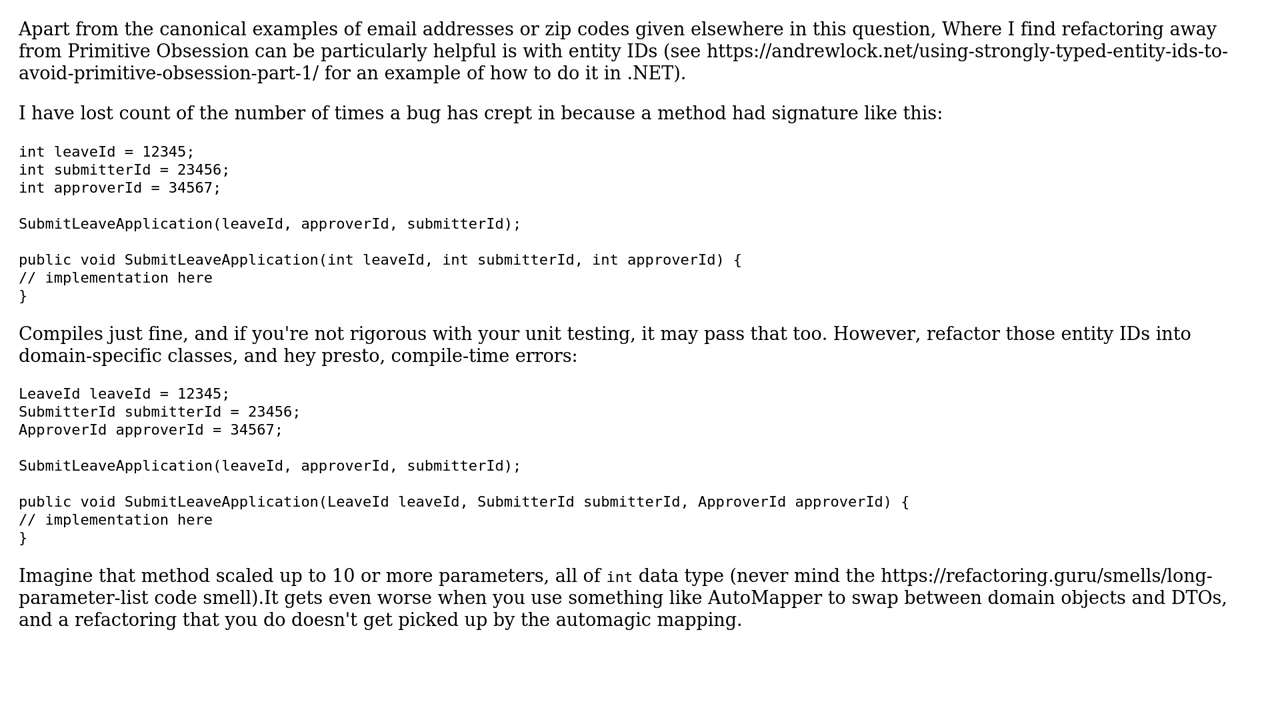 Apart from the canonical examples of email addresses or zip codes given elsewhere in this question, Where I find refactoring away
from Primitive Obsession can be particularly helpful is with entity IDs (see https://andrewlock.net/using-strongly-typed-entity-ids-to-
avoid-primitive-obsession-part-1/ for an example of how to do it in .NET).
I have lost count of the number of times a bug has crept in because a method had signature like this:
int leaveId = 12345;
int submitterId = 23456;
int approverId = 34567;
SubmitLeaveApplication(leaveId, approverId, submitterId);
public void SubmitLeaveApplication(int leaveId, int submitterId, int approverId) {
// implementation here
}
Compiles just fine, and if you're not rigorous with your unit testing, it may pass that too. However, refactor those entity IDs into
domain-specific classes, and hey presto, compile-time errors:
LeaveId leaveId = 12345;
SubmitterId submitterId = 23456;
ApproverId approverId = 34567;
SubmitLeaveApplication(leaveId, approverId, submitterId);
public void SubmitLeaveApplication(LeaveId leaveId, SubmitterId submitterId, ApproverId approverId) {
// implementation here
}
Imagine that method scaled up to 10 or more parameters, all of int data type (never mind the https://refactoring.guru/smells/long-
parameter-list code smell).It gets even worse when you use something like AutoMapper to swap between domain objects and DTOs,
and a refactoring that you do doesn't get picked up by the automagic mapping.